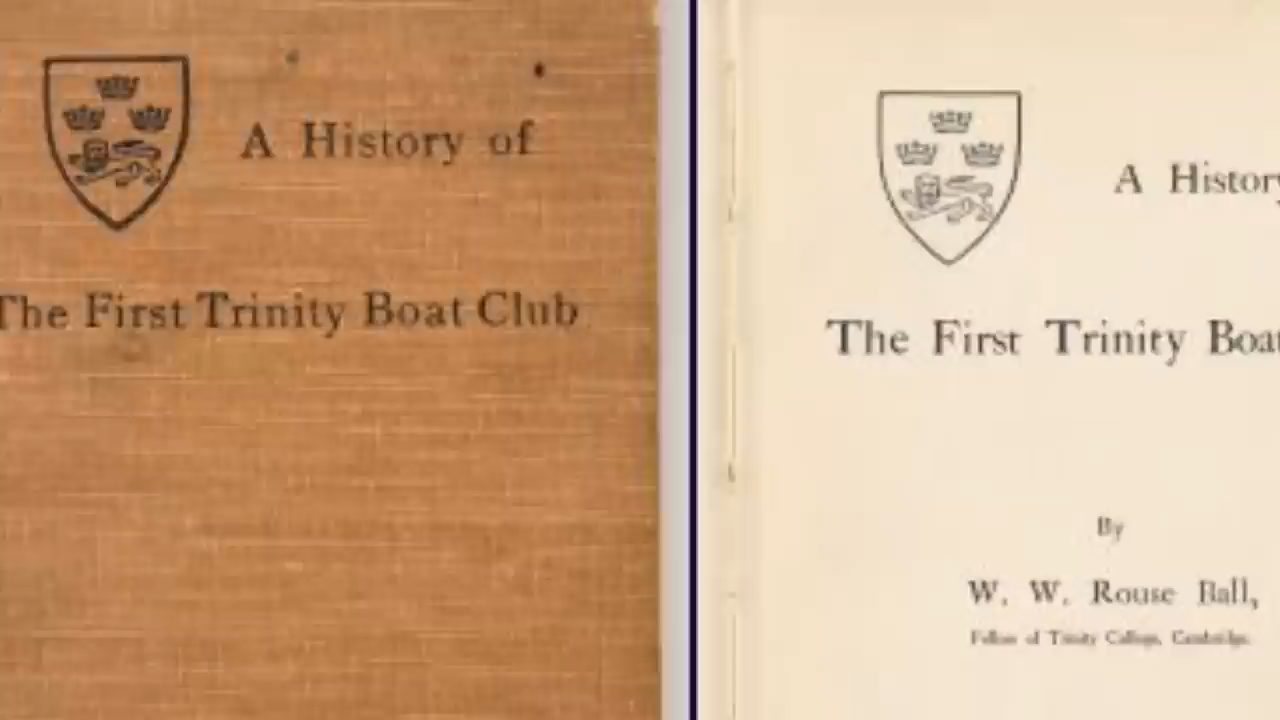 A History of
The First Trinity Boat Club
A History
The First Trinity Boat
By
W. W. Rouse Ball,
Fellow of Trinity College, Cambridge.